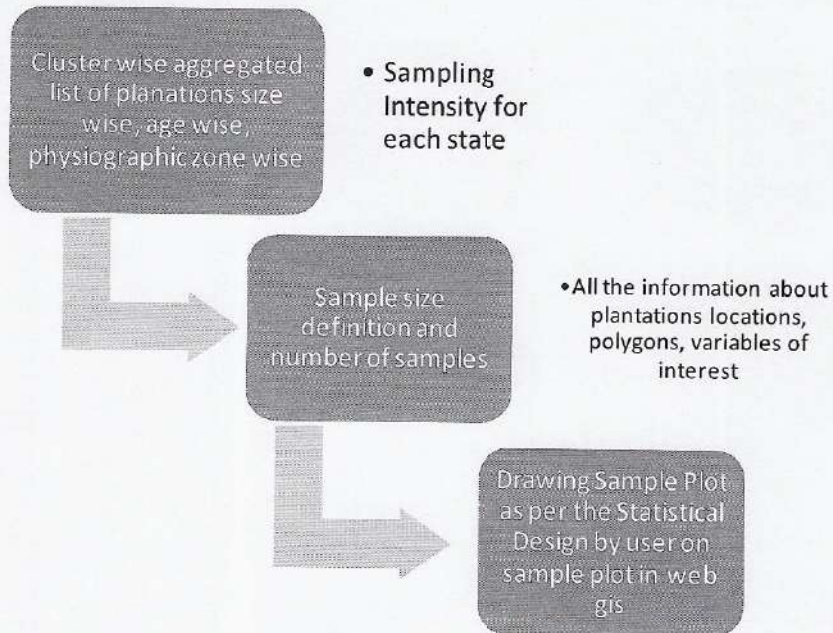 Cluster wise aggregated
list of planations size
wise, age wise,
physiographic zone wise
• Sampling
Intensity for
each state
Sample size
definition and
number of samples
•All the information about
plantations locations,
polygons, variables of
interest
Drawing Sample Plot
as per the Statistical
Design by user on
sample plot in web
gis